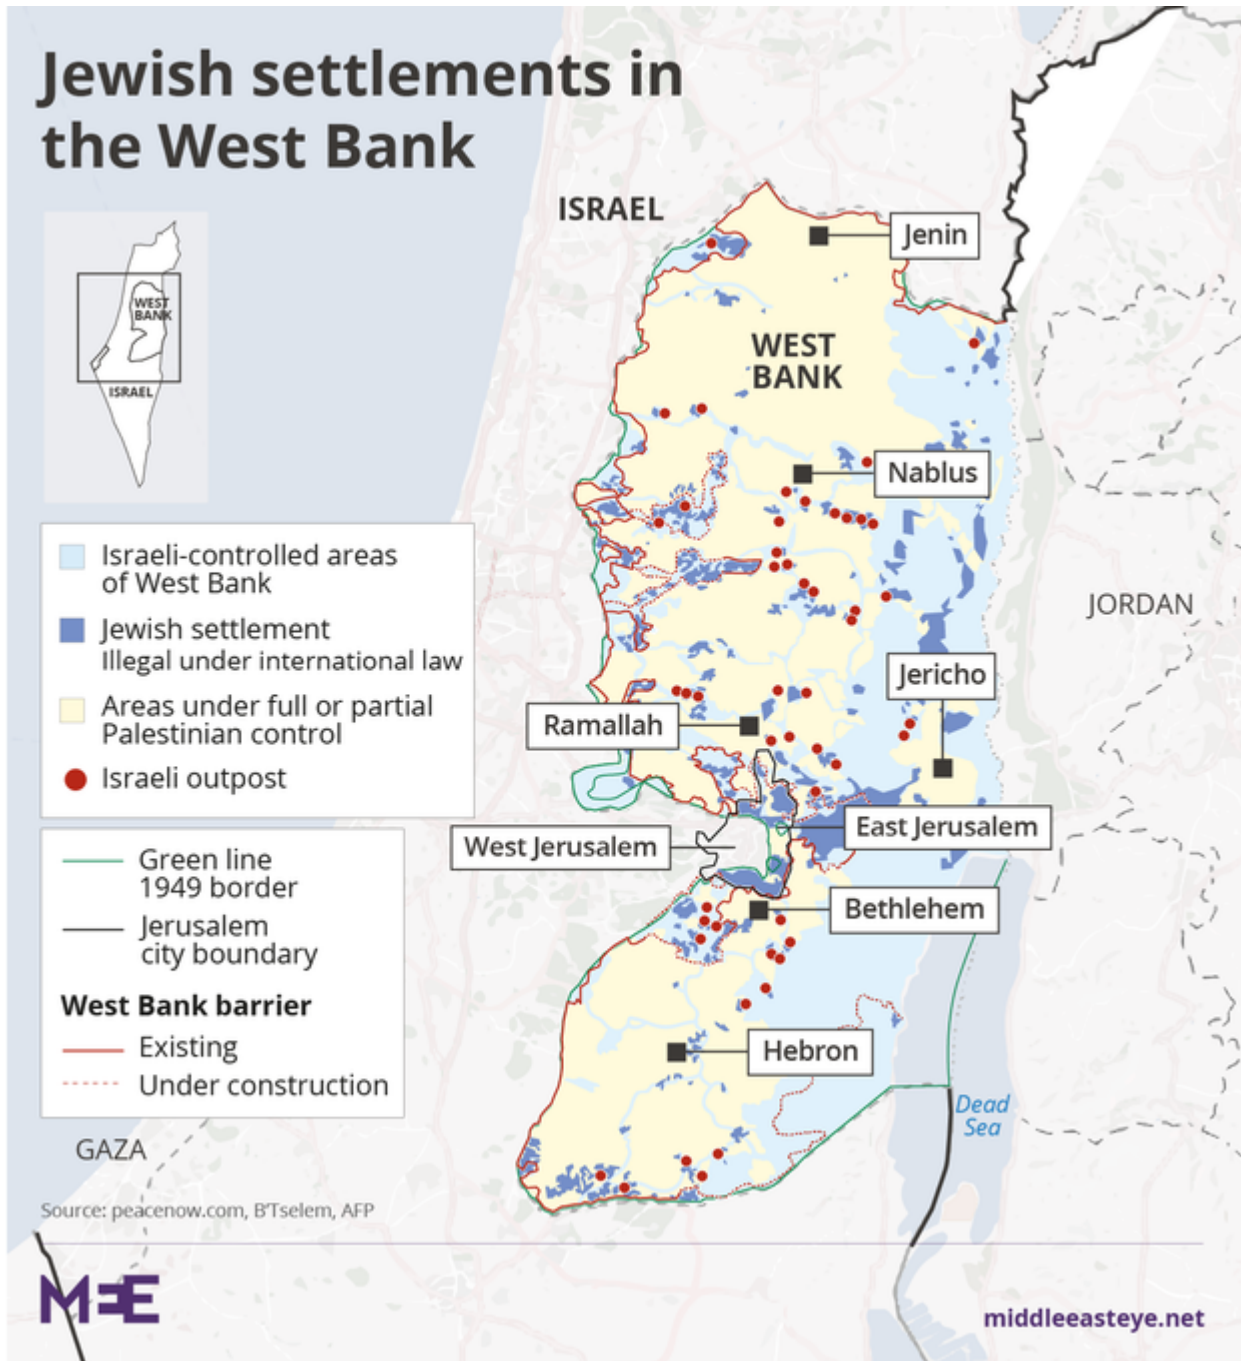 Jewish settlements in
the West Bank
WEST
BANK
ISRAEL
Israeli-controlled areas
of West Bank
Jewish settlement
Illegal under international law
Areas under full or partial
Palestinian control
Israeli outpost
Green line
1949 border
Jerusalem
city boundary
West Bank barrier
Existing
Under construction
ISRAEL
Jenin
WEST
BANK
Nablus
JORDAN
Jericho
Ramallah
West Jerusalem
East Jerusalem
Bethlehem
Hebron
Dead
Sea
GAZA
Source: peacenow.com, B'Tselem, AFP
MEE
middleeasteye.net